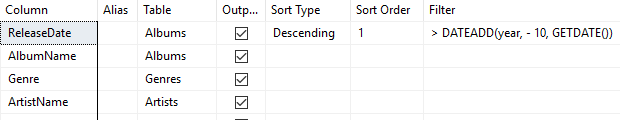 Column Alias Table Outp... Sort Type Sort Order Filter
ReleaseDate Albums Descending 1 > DATEADD(year, - 10, GETDATE())
AlbumName Albums
Genre Genres
ArtistName Artists